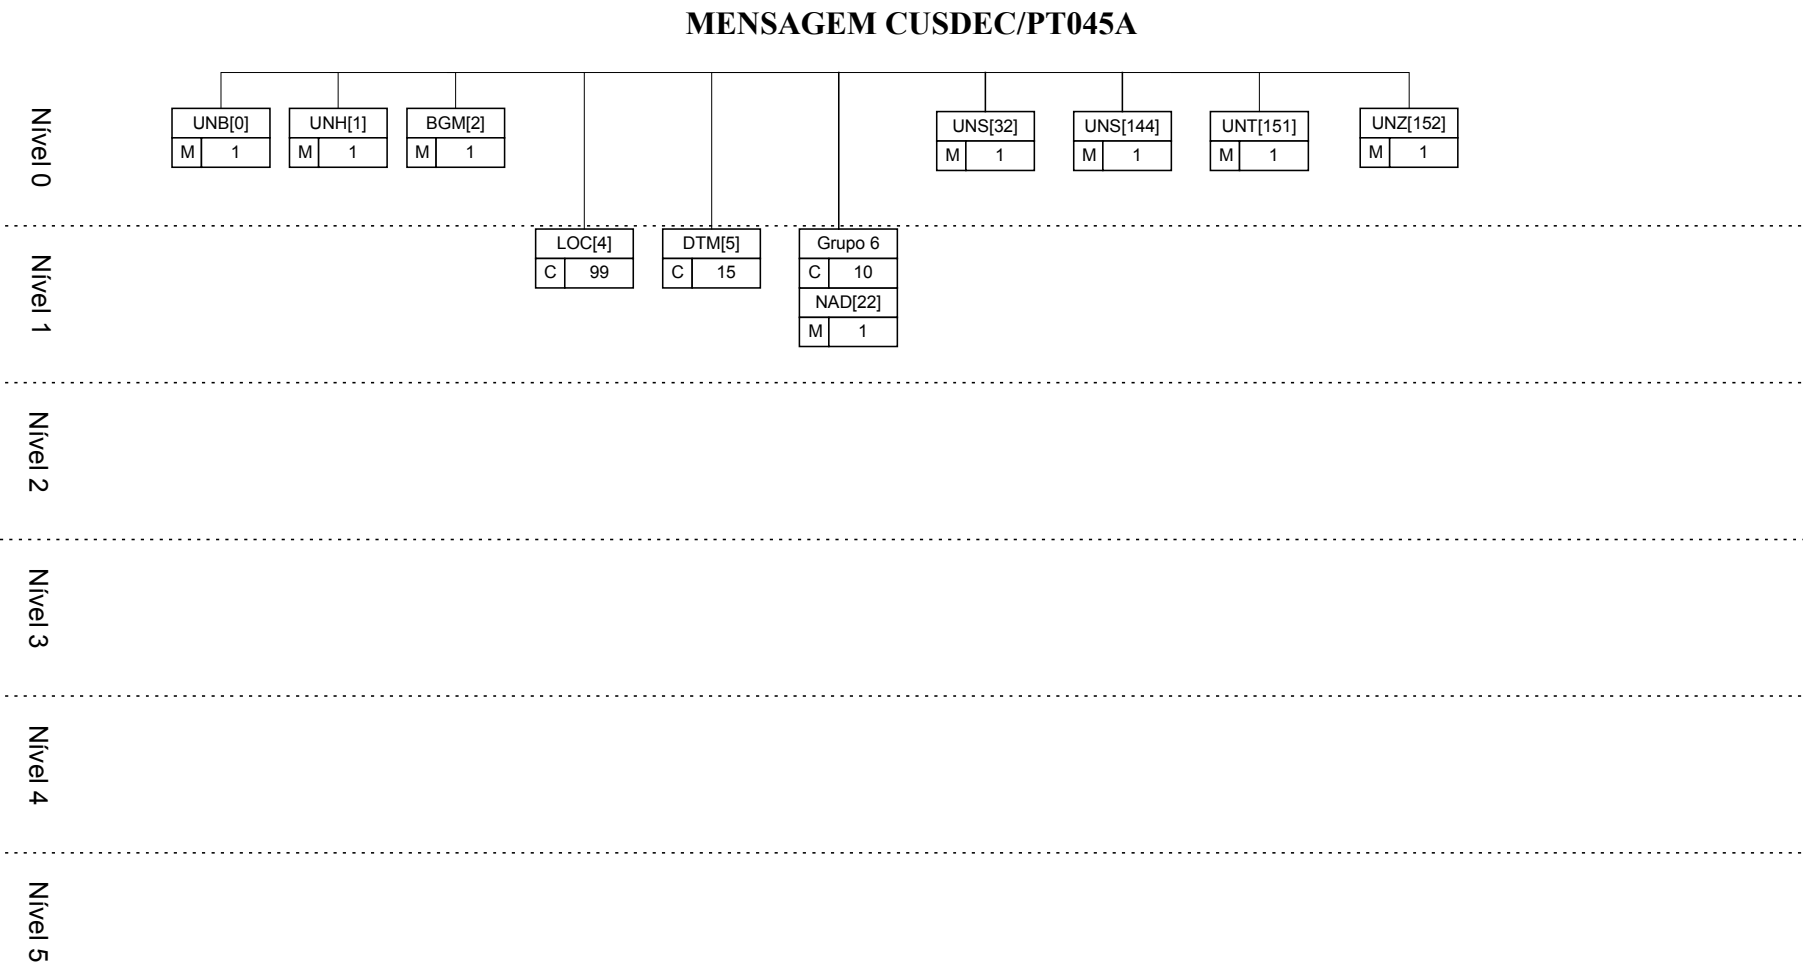 MENSAGEM CUSDEC/PT045A
Nível 0
UNB[0] UNH[1] BGM[2] UNS[32] UNS[144] UNT[151] UNZ[152]
M 1 M 1 M 1 M 1 M 1 M 1 M 1
Nível 1
LOC[4] DTM[5] Grupo 6
C 99 C 15 C 10
NAD[22]
M 1
Nível 2
Nível 3
Nível 4
Nível 5